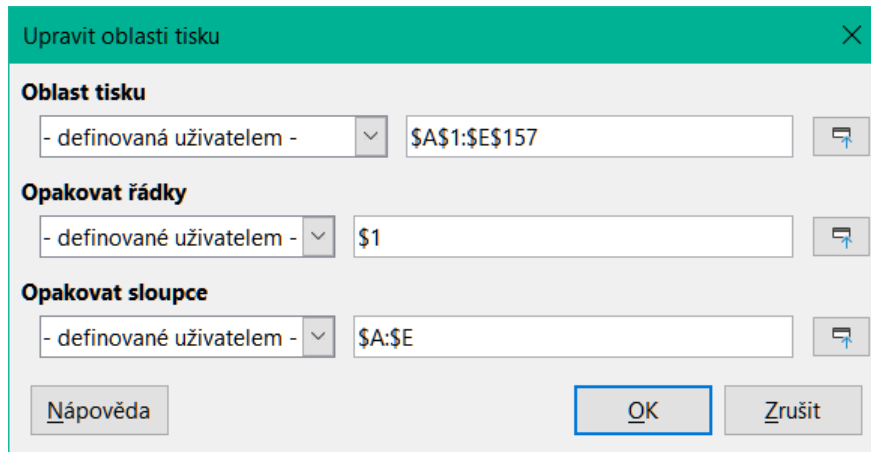 Upravit oblasti tisku
Oblast tisku
- definovaná uživatelem - $A$1:$E$157
Opakovat řádky
- definované uživatelem - $1
Opakovat sloupce
- definované uživatelem - $A:$E
Nápověda OK Zrušit